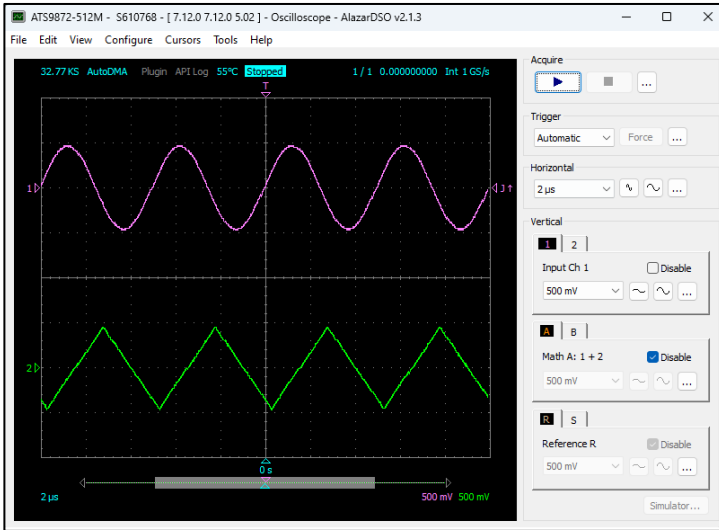 ATS9872-512M - S610768 - [ 7.12.0 7.12.0 5.02 ] - Oscilloscope - AlazarDSO v2.1.3
File Edit View Configure Cursors Tools Help
32.77 KS AutoDMA Plugin API Log 55°C Stopped 1 / 1 0.000000000 Int 1 GS/s
T
1
J↑
2
0 s
2 µs 500 mV 500 mV
Acquire
...
Trigger
Automatic Force ...
Horizontal
2 µs ...
Vertical
1 2
Input Ch 1 Disable
500 mV ...
A B
Math A: 1 + 2 Disable
500 mV ...
R S
Reference R Disable
500 mV ...
Simulator...